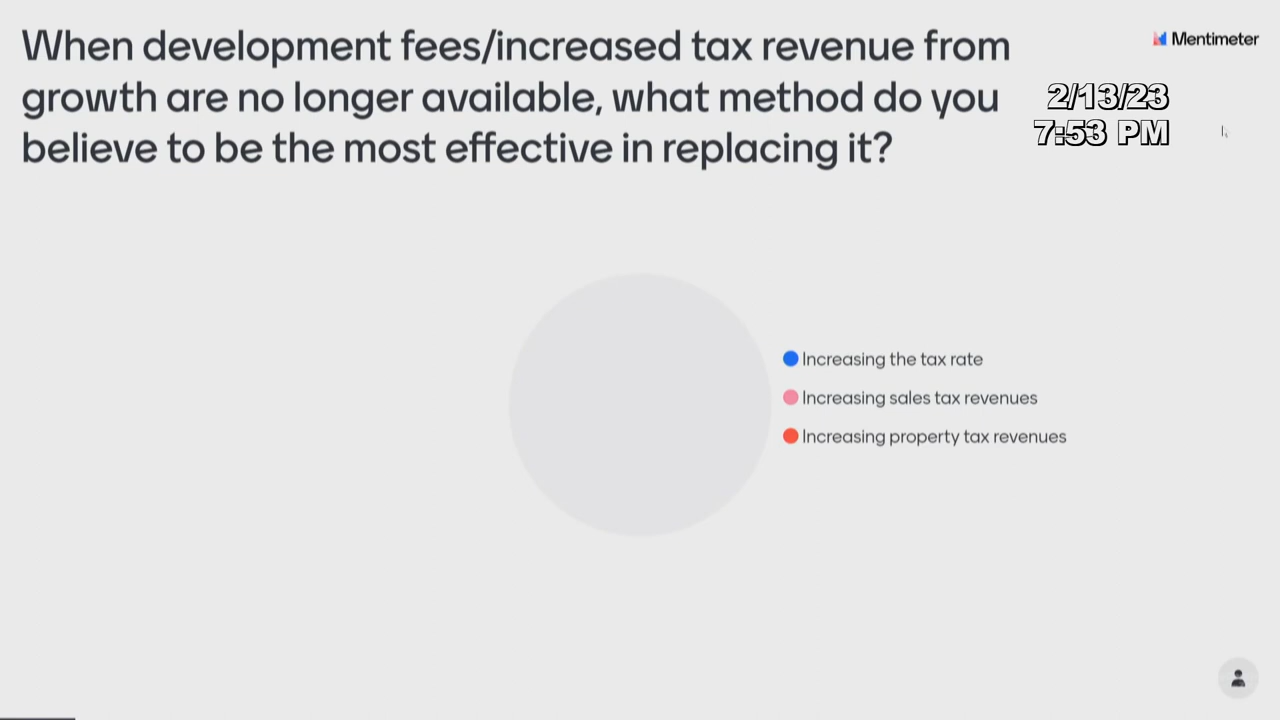 When development fees/increased tax revenue from
growth are no longer available, what method do you
believe to be the most effective in replacing it?
Mentimeter
2/13/23
7:53 PM
Increasing the tax rate
Increasing sales tax revenues
Increasing property tax revenues